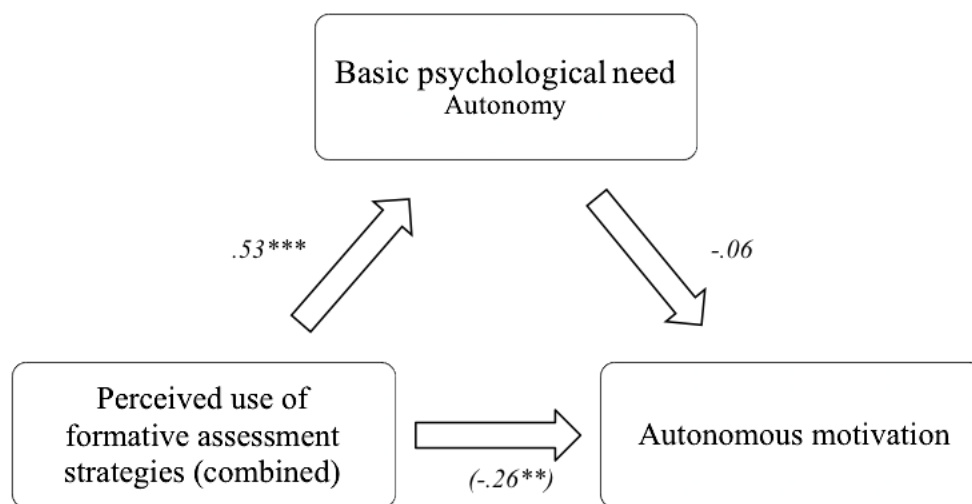 Basic psychological need
Autonomy
.53***
-.06
Perceived use of
formative assessment
strategies (combined)
Autonomous motivation
(-.26**)